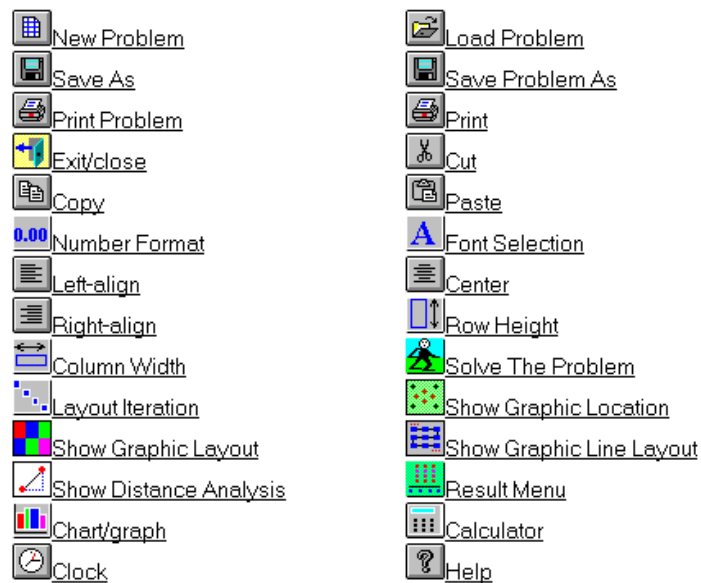 New Problem Load Problem
Save As Save Problem As
Print Problem Print
Exit/close Cut
Copy Paste
0.00 Number Format A Font Selection
Left-align Center
Right-align Row Height
Column Width Solve The Problem
Layout Iteration Show Graphic Location
Show Graphic Layout Show Graphic Line Layout
Show Distance Analysis Result Menu
Chart/graph Calculator
Clock ? Help